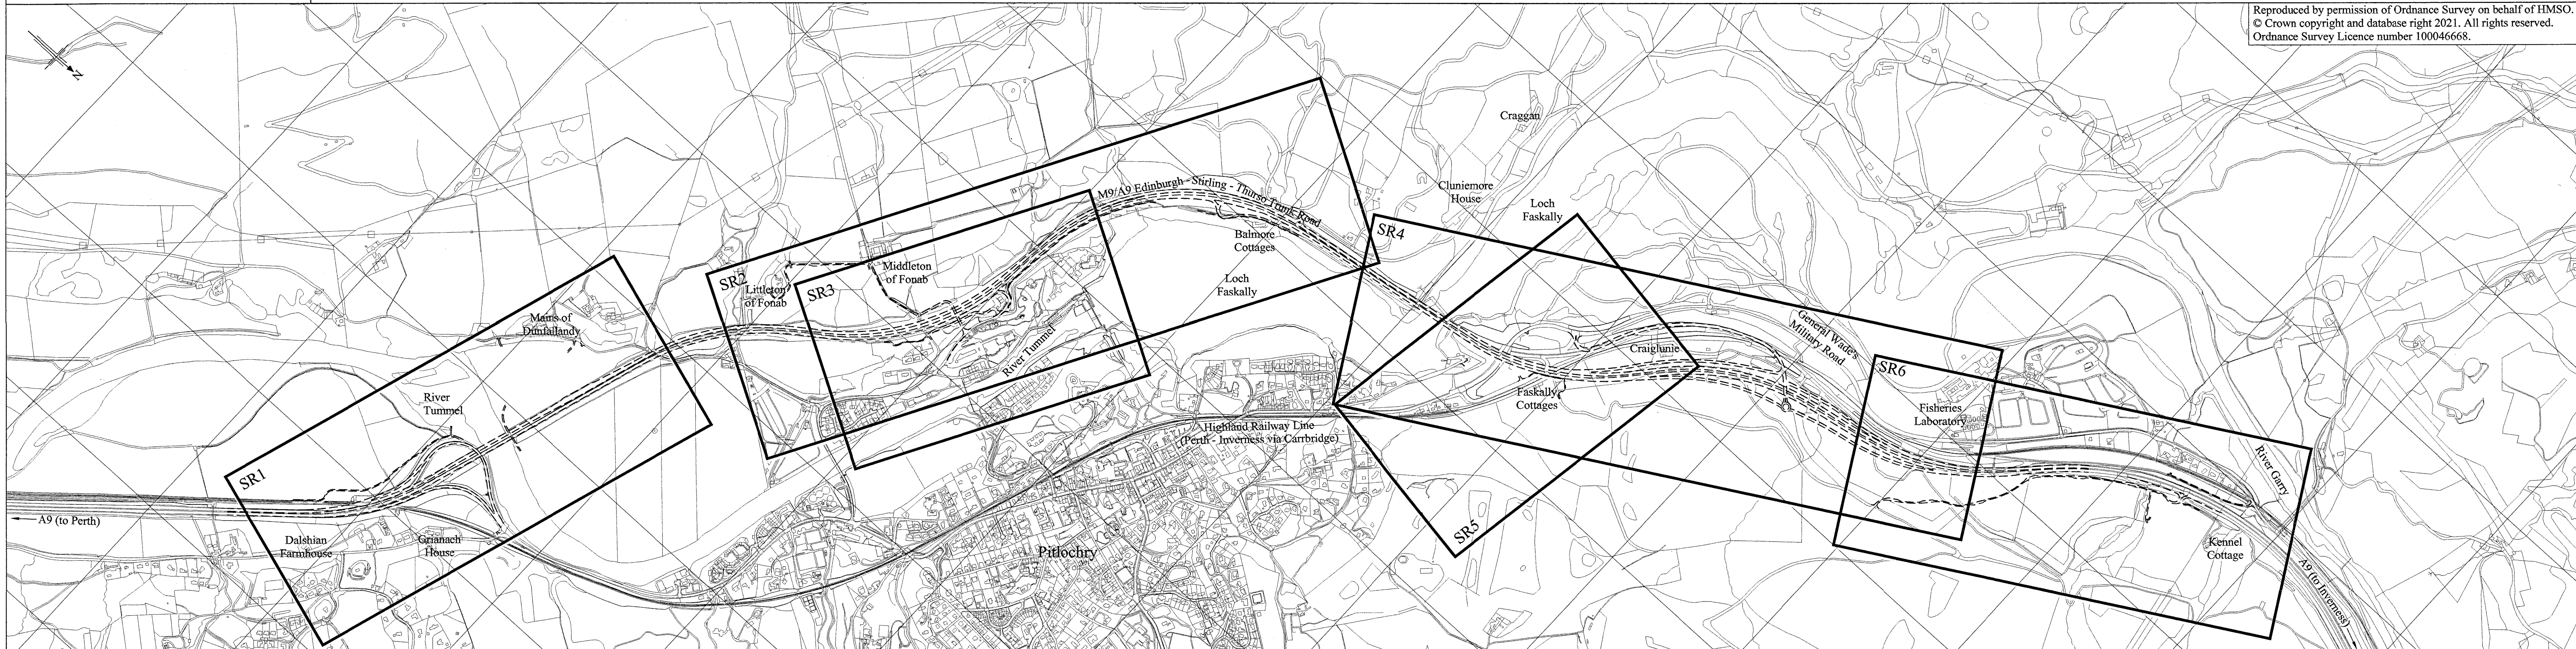 Reproduced by permission of Ordnance Survey on behalf of HMSO.
© Crown copyright and database right 2021. All rights reserved.
Ordnance Survey Licence number 100046668.
N
Craggan
M9/A9 Edinburgh - Stirling - Thurso Trunk Road
Cluniemore
House
Loch
Faskally
SR4
Balmore
Cottages
Middleton
of Fonab
SR2
Littleton
of Fonab
SR3
Loch
Faskally
Mains of
Dunfallandy
River Tummel
General Wade's
Military Road
Craiglunie
SR6
Faskally
Cottages
Fisheries
Laboratory
River
Tummel
Highland Railway Line
(Perth - Inverness via Carrbridge)
SR1
River Garry
A9 (to Perth)
SR5
Dalshian
Farmhouse
Grianach
House
Pitlochry
Kennel
Cottage
A9 (to Inverness)